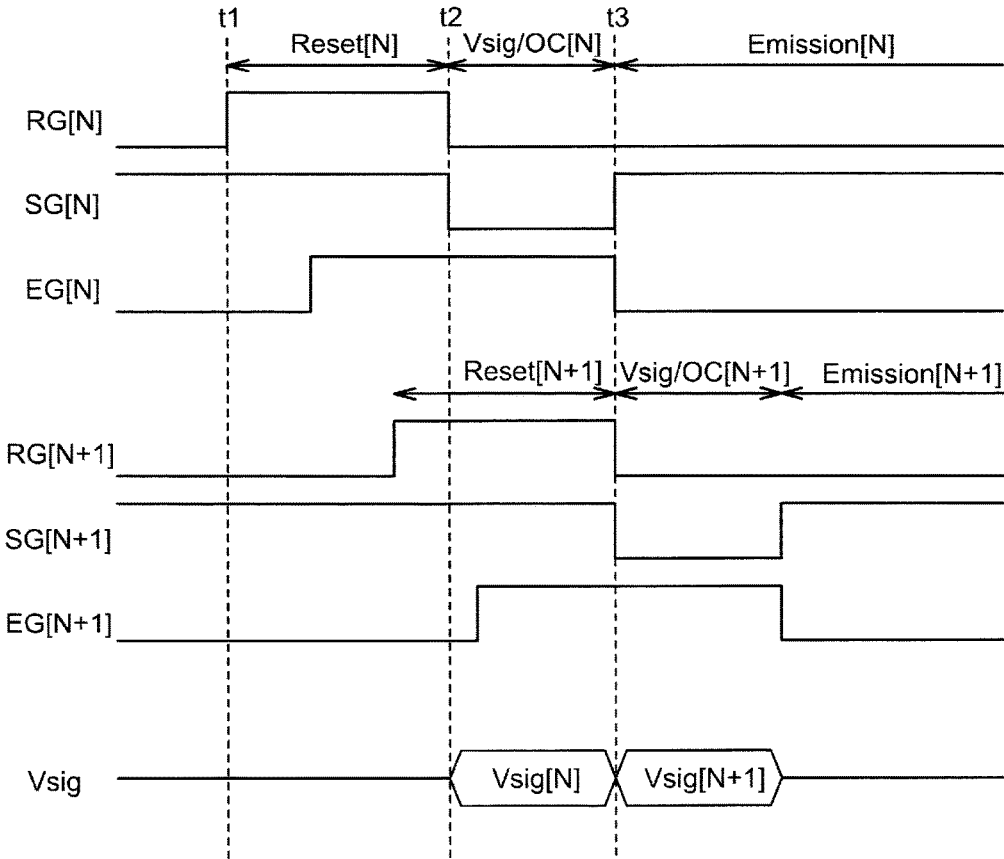 t1 t2 t3
Reset[N] Vsig/OC[N] Emission[N]
RG[N]
SG[N]
EG[N]
Reset[N+1] Vsig/OC[N+1] Emission[N+1]
RG[N+1]
SG[N+1]
EG[N+1]
Vsig Vsig[N] Vsig[N+1]